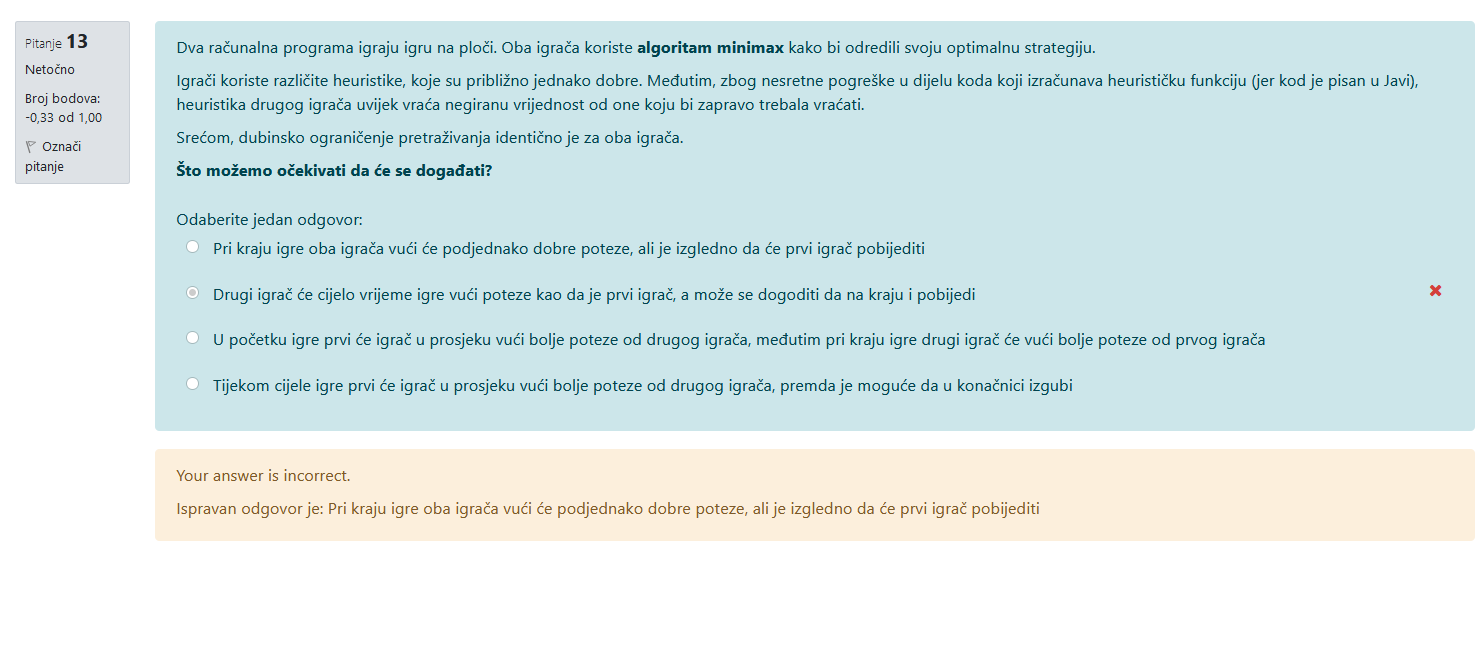 Pitanje 13
Netočno
Broj bodova:
-0,33 od 1,00
Označi
pitanje
Dva računalna programa igraju igru na ploči. Oba igrača koriste algoritam minimax kako bi odredili svoju optimalnu strategiju.
Igrači koriste različite heuristike, koje su približno jednako dobre. Međutim, zbog nesretne pogreške u dijelu koda koji izračunava heurističku funkciju (jer kod je pisan u Javi),
heuristika drugog igrača uvijek vraća negiranu vrijednost od one koju bi zapravo trebala vraćati.
Srećom, dubinsko ograničenje pretraživanja identično je za oba igrača.
Što možemo očekivati da će se događati?
Odaberite jedan odgovor:
Pri kraju igre oba igrača vući će podjednako dobre poteze, ali je izgledno da će prvi igrač pobijediti
Drugi igrač će cijelo vrijeme igre vući poteze kao da je prvi igrač, a može se dogoditi da na kraju i pobijedi
U početku igre prvi će igrač u prosjeku vući bolje poteze od drugog igrača, međutim pri kraju igre drugi igrač će vući bolje poteze od prvog igrača
Tijekom cijele igre prvi će igrač u prosjeku vući bolje poteze od drugog igrača, premda je moguće da u konačnici izgubi
Your answer is incorrect.
Ispravan odgovor je: Pri kraju igre oba igrača vući će podjednako dobre poteze, ali je izgledno da će prvi igrač pobijediti